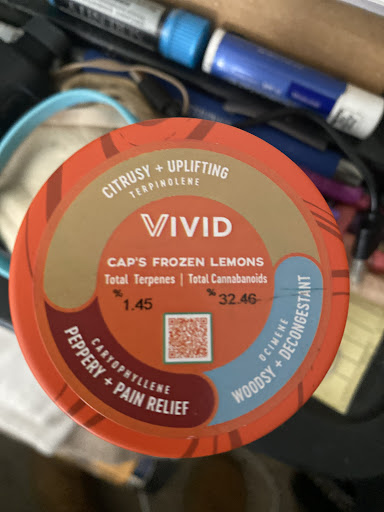 CITRUSY + UPLIFTING
TERPINOLENE
VIVID
CAP'S FROZEN LEMONS
Total Terpenes | Total Cannabanoids
% 1.45 % 32.46
OCIMENE
WOODSY + DECONGESTANT
CARTOPHYLLENE
PEPPERY + PAIN RELIEF